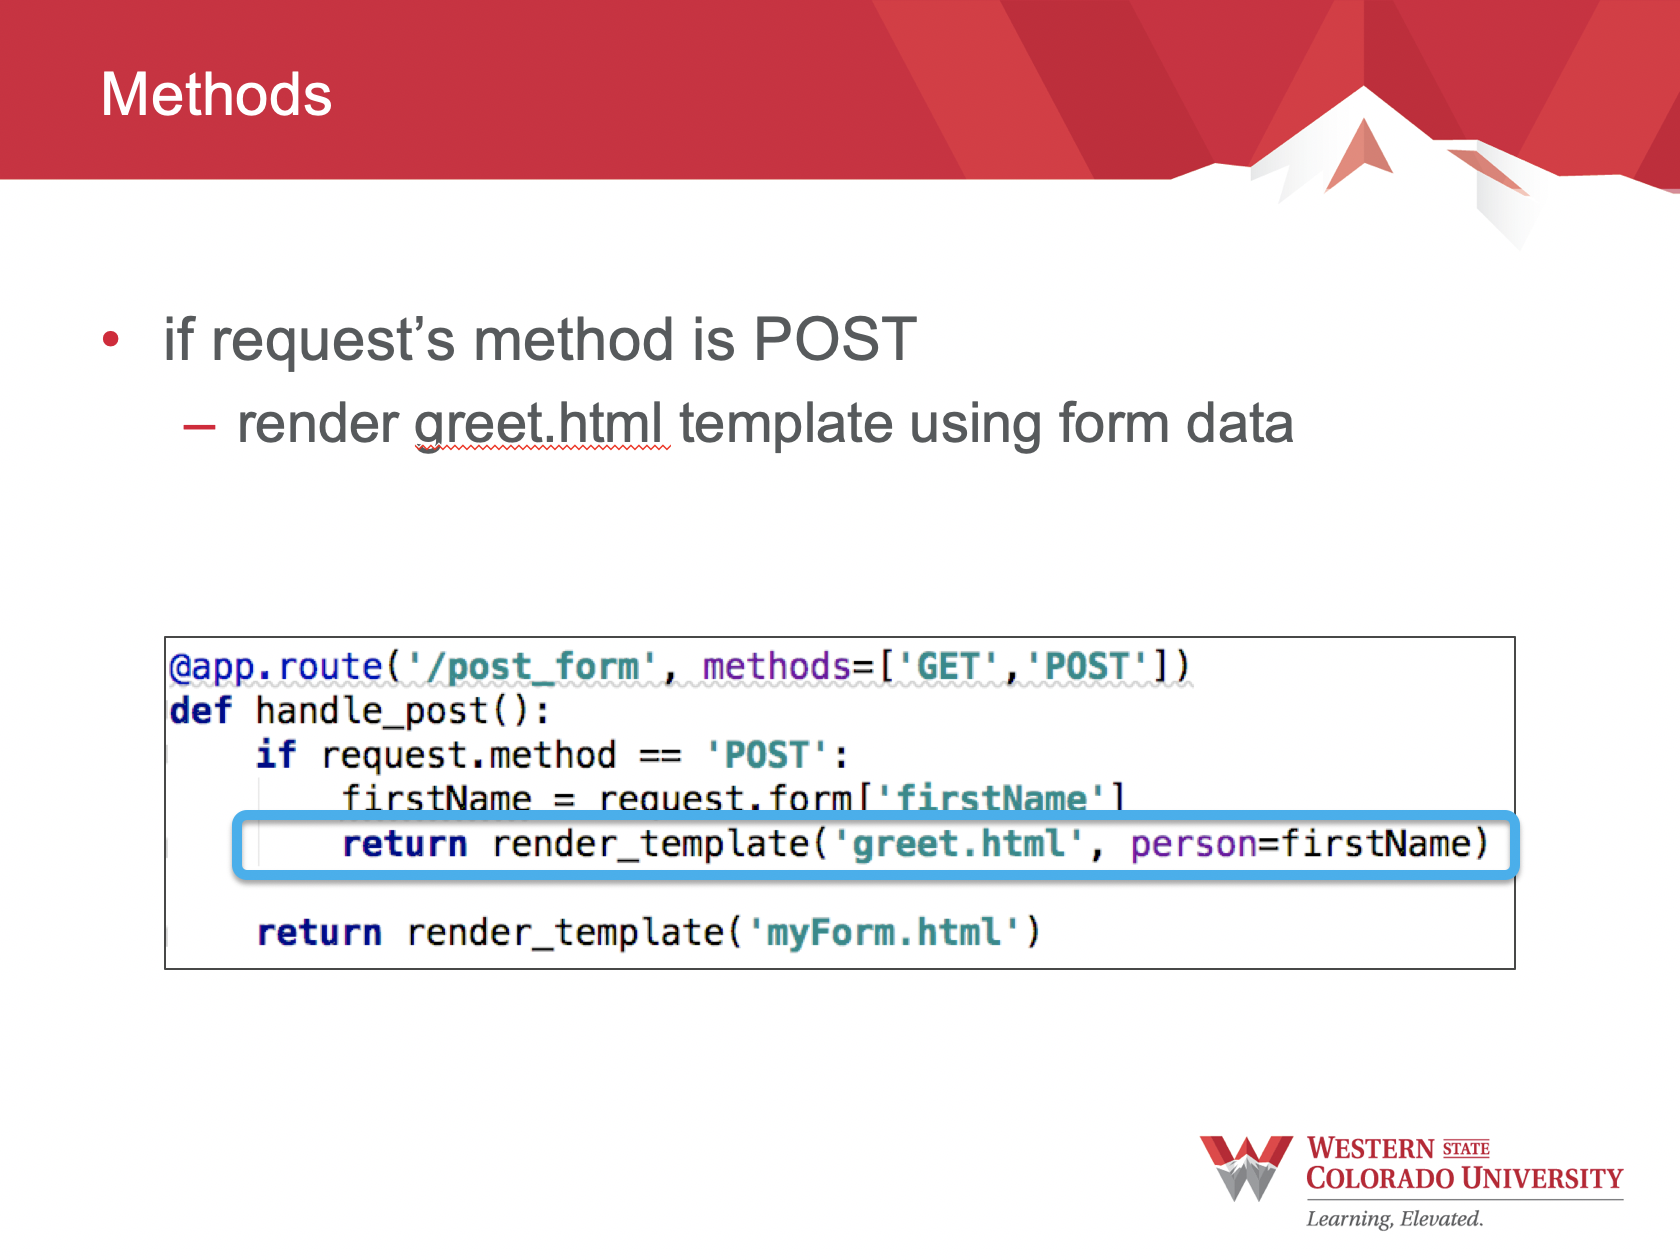 Methods
• if request’s method is POST
– render greet.html template using form data
@app.route('/post_form', methods=['GET','POST'])
def handle_post():
    if request.method == 'POST':
        firstName = request.form['firstName']
        return render_template('greet.html', person=firstName)
    return render_template('myForm.html')
WESTERN STATE
COLORADO UNIVERSITY
Learning, Elevated.